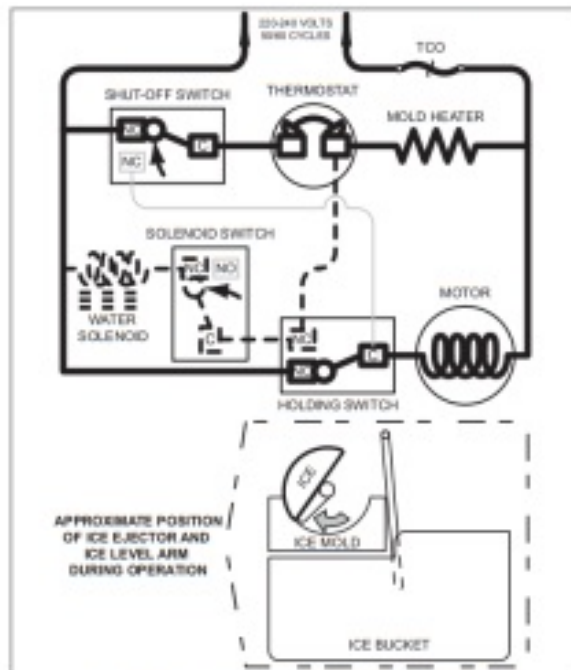 220-240 VOLTS
50/60 CYCLES
TCO
SHUT-OFF SWITCH
THERMOSTAT
MOLD HEATER
C
NC
SOLENOID SWITCH
NO
WATER
SOLENOID
C
MOTOR
C
HOLDING SWITCH
ICE
APPROXIMATE POSITION
OF ICE EJECTOR AND
ICE LEVEL ARM
DURING OPERATION
ICE MOLD
ICE BUCKET